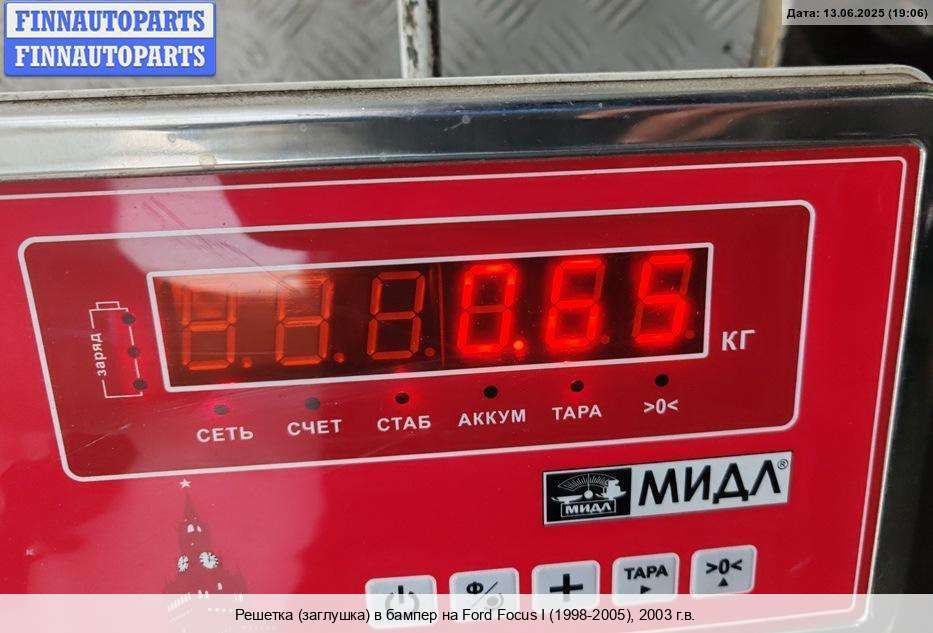 FINNAUTOPARTS
FINNAUTOPARTS
Дата: 13.06.2025 (19:06)
заряд
0.65
КГ
СЕТЬ СЧЕТ СТАБ АККУМ ТАРА >0<
МИДЛ
МИДЛ®
Ф/ + ТАРА >0<
Решетка (заглушка) в бампер на Ford Focus I (1998-2005), 2003 г.в.